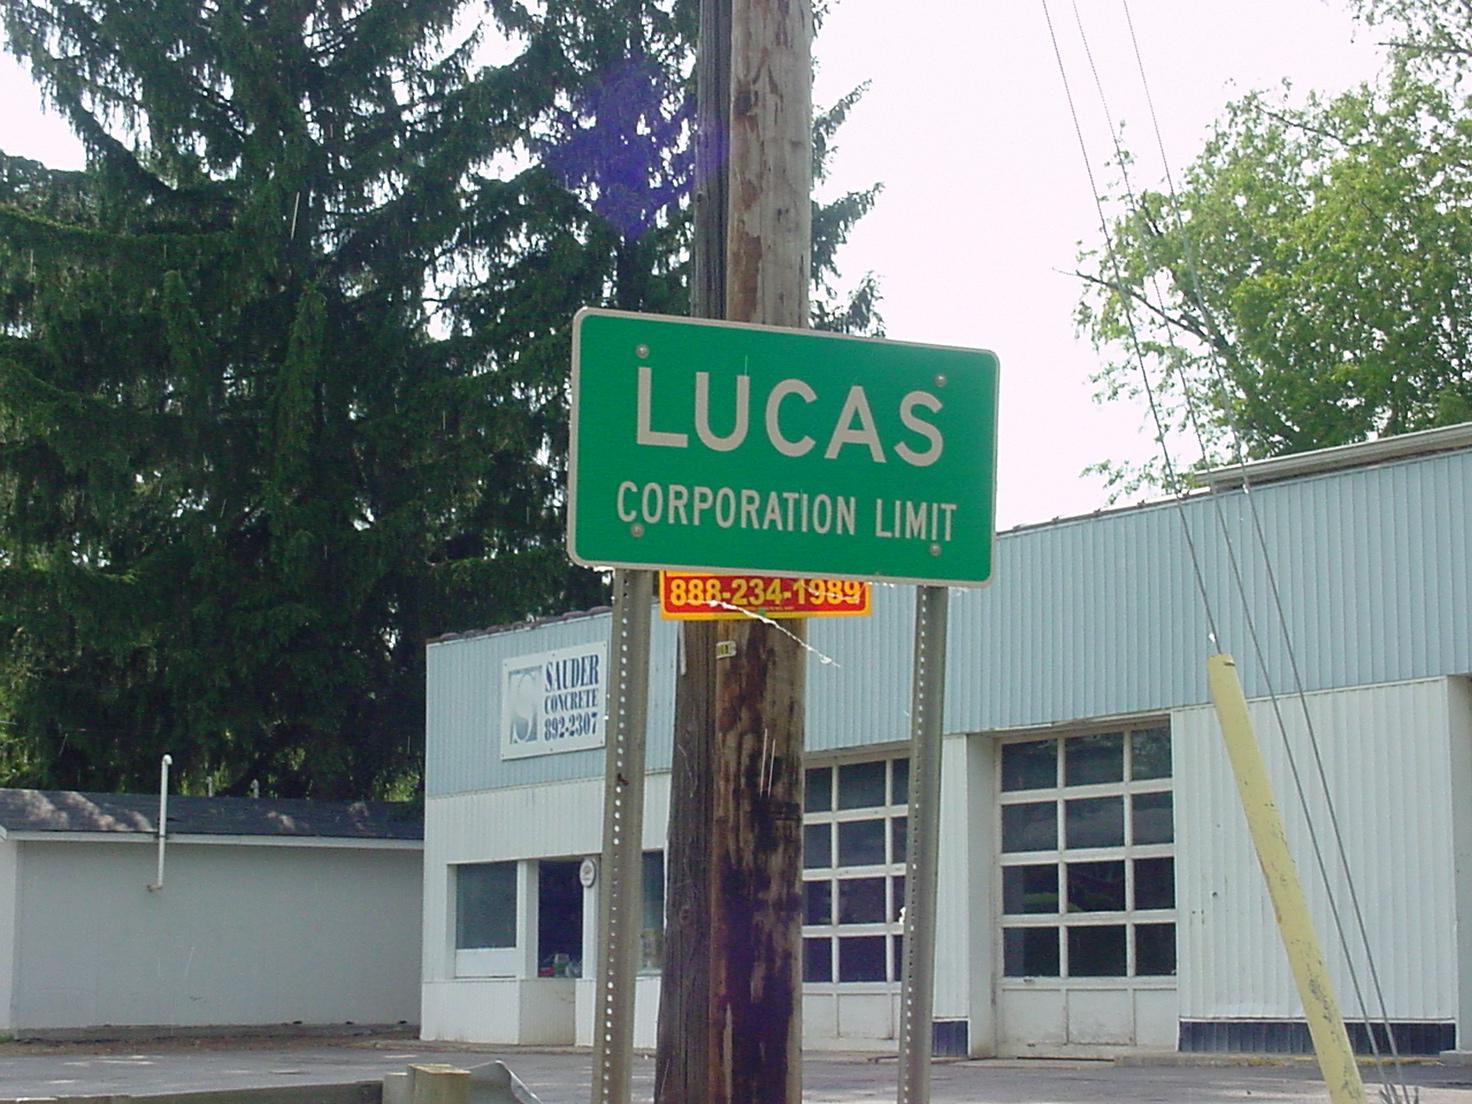 LUCAS
CORPORATION LIMIT
888-234-1989
SAUDER
CONCRETE
892-2307